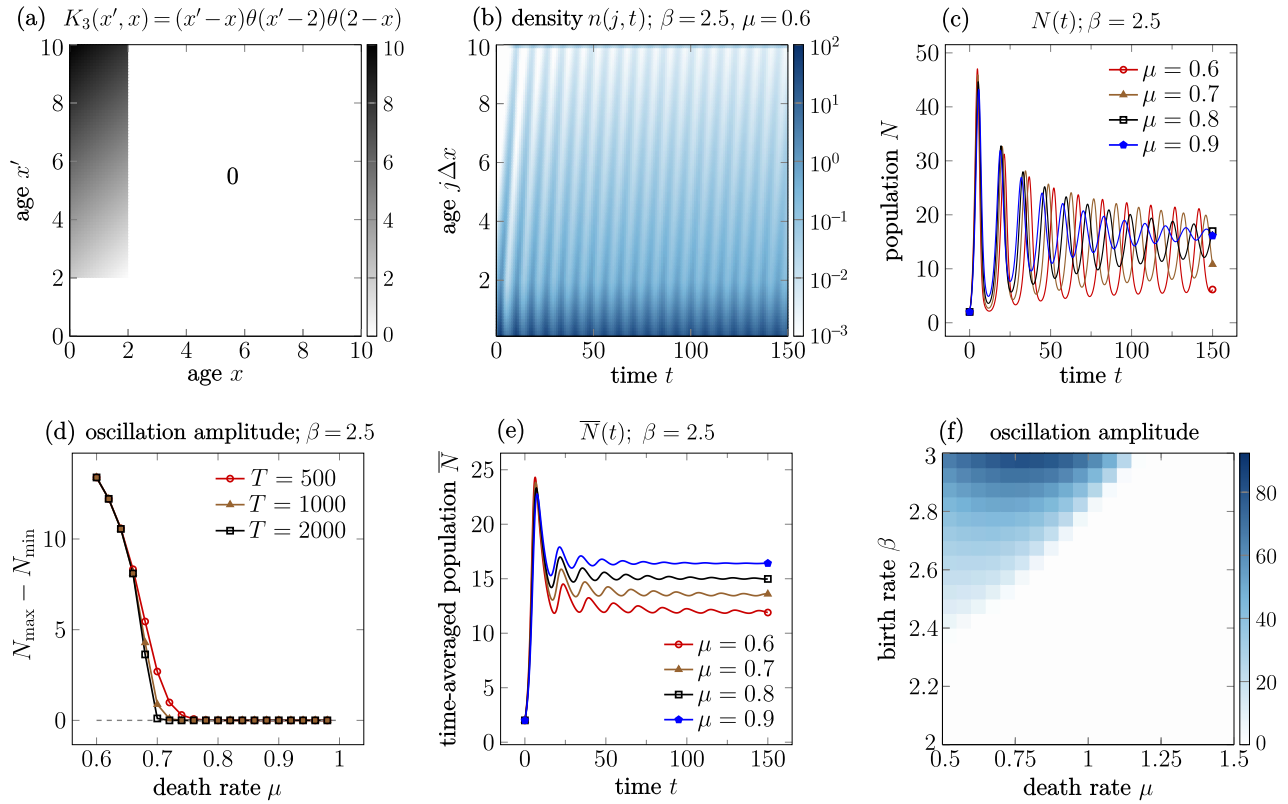 (a) K₃(x′,x) = (x′−x)θ(x′−2)θ(2−x)
10
8
6
4
2
0
age x′
0
0 2 4 6 8 10
age x
10
8
6
4
2
0
(b) density n(j,t); β = 2.5, μ = 0.6
10
8
6
4
2
age jΔx
0 50 100 150
time t
10²
10¹
10⁰
10⁻¹
10⁻²
10⁻³
(c) N(t); β = 2.5
50
40
30
20
10
0
population N
μ = 0.6
μ = 0.7
μ = 0.8
μ = 0.9
0 50 100 150
time t
(d) oscillation amplitude; β = 2.5
10
5
0
N_max − N_min
T = 500
T = 1000
T = 2000
0.6 0.7 0.8 0.9 1
death rate μ
(e) N̅(t); β = 2.5
25
20
15
10
5
0
time-averaged population N̅
μ = 0.6
μ = 0.7
μ = 0.8
μ = 0.9
0 50 100 150
time t
(f) oscillation amplitude
3
2.8
2.6
2.4
2.2
2
birth rate β
0.5 0.75 1 1.25 1.5
death rate μ
80
60
40
20
0